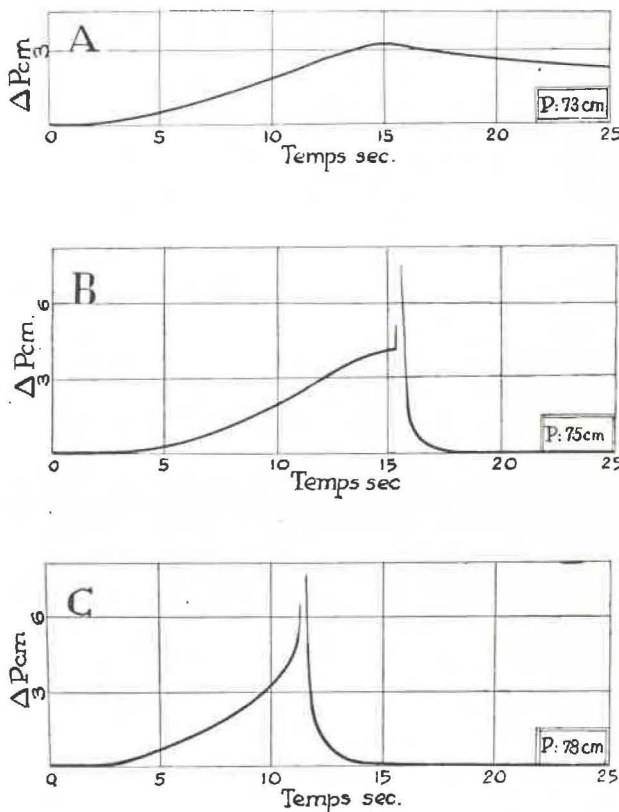 A
ΔPcm
3
P: 73 cm
0 5 10 15 20 25
Temps sec.
B
ΔPcm.
6
3
P: 75 cm
0 5 10 15 20 25
Temps sec
C
ΔPcm
6
3
P: 78 cm
0 5 10 15 20 25
Temps sec.